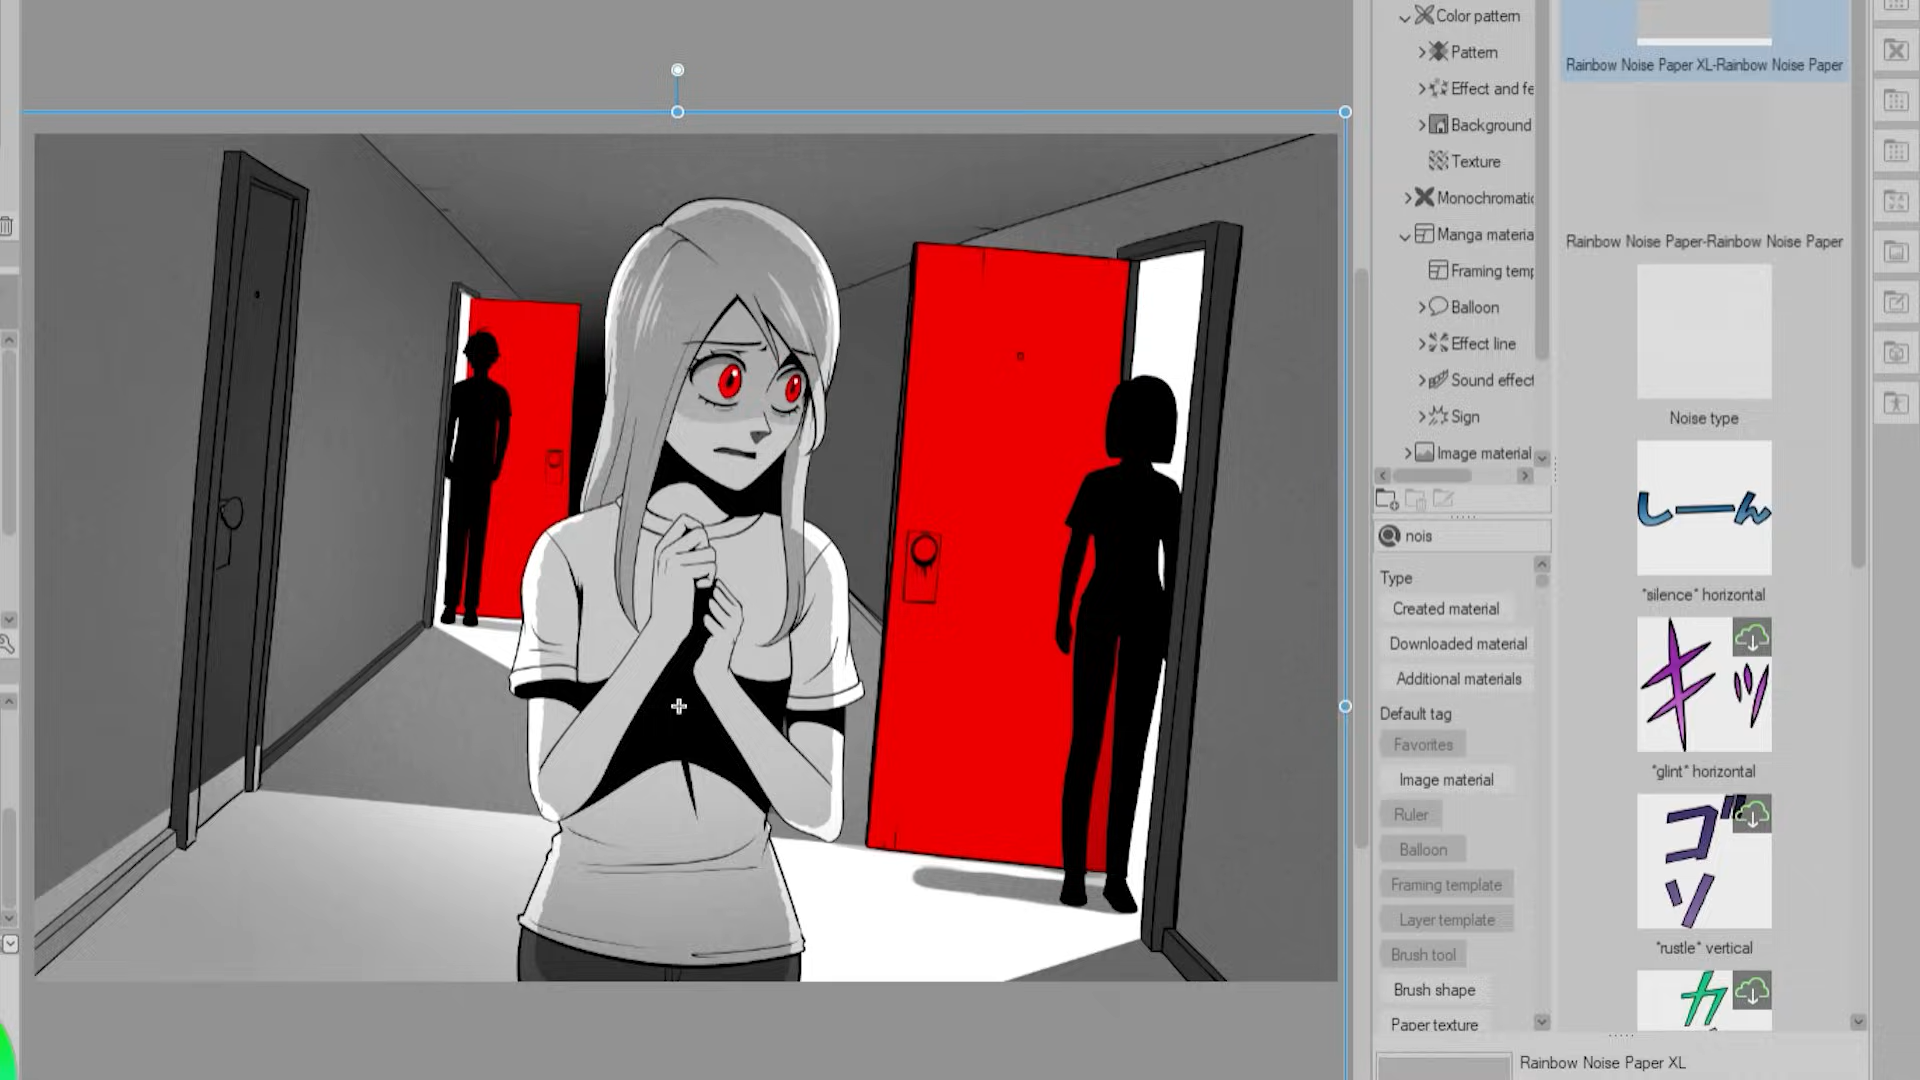 Color pattern
Pattern
Effect and fe
Background
Texture
Monochromatic
Manga materia
Framing temp
Balloon
Effect line
Sound effect
Sign
Image material
nois
Type
Created material
Downloaded material
Additional materials
Default tag
Favorites
Image material
Ruler
Balloon
Framing template
Layer template
Brush tool
Brush shape
Paper texture
Rainbow Noise Paper XL-Rainbow Noise Paper
Rainbow Noise Paper-Rainbow Noise Paper
Noise type
しーん
"silence" horizontal
キッ
"glint" horizontal
ゴソ
"rustle" vertical
カ
Rainbow Noise Paper XL